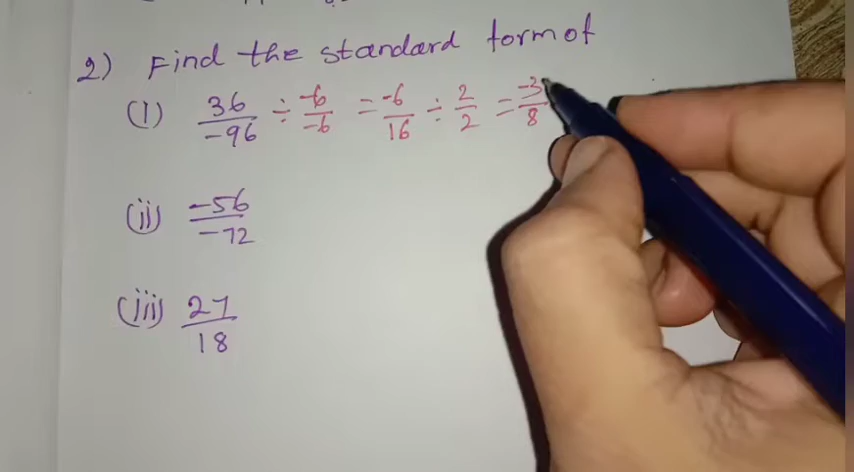 2) Find the standard form of
(i) 36/-96 ÷ -6/-6 = -6/16 ÷ 2/2 = -3/8
(ii) -56/-72
(iii) 27/18